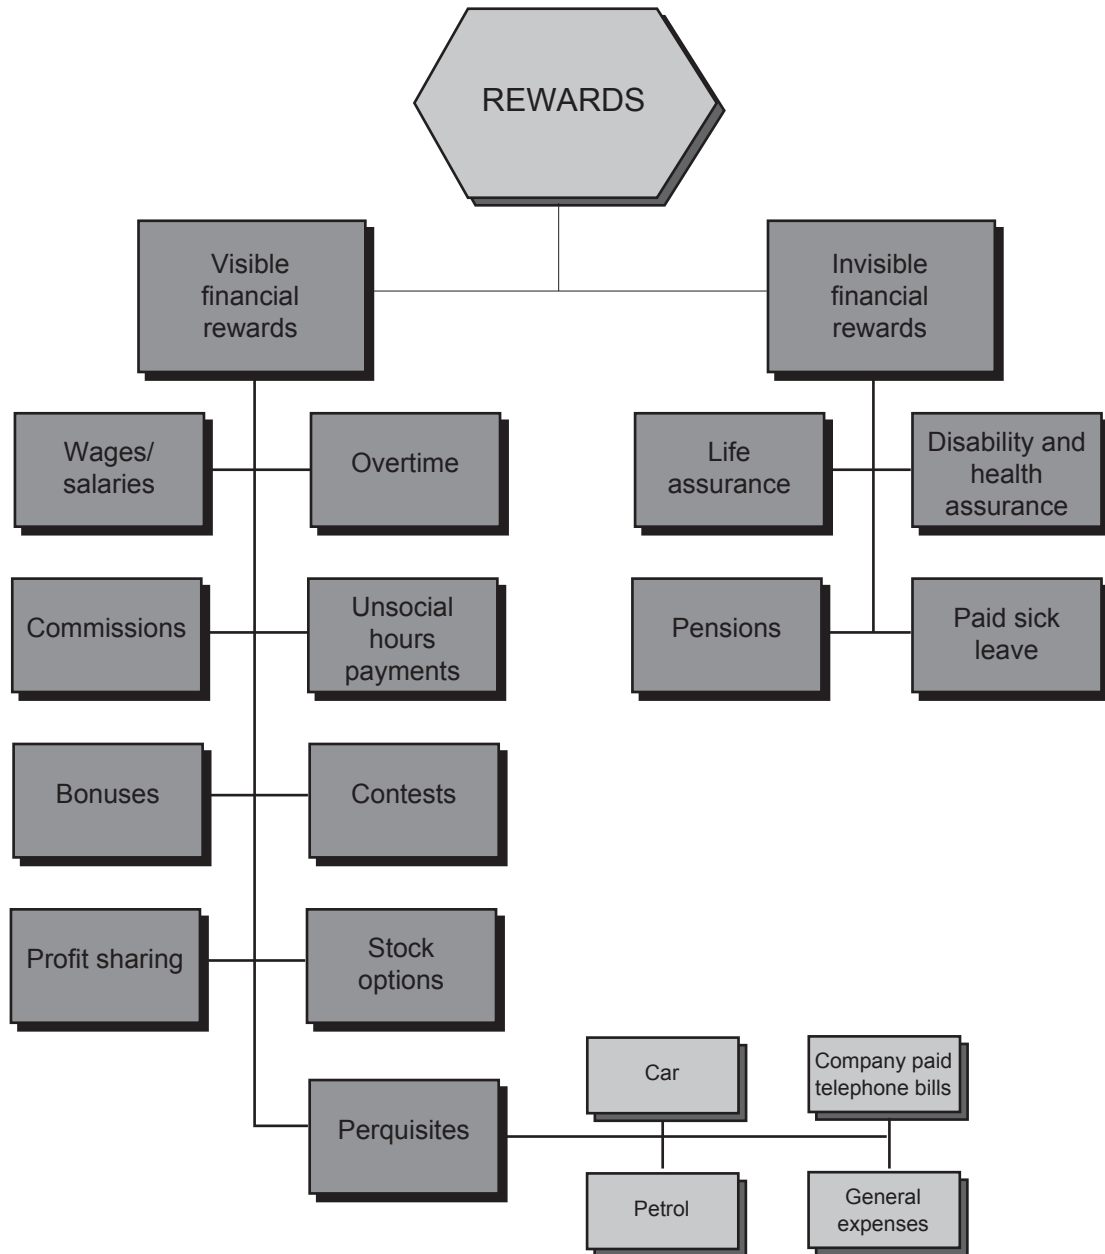 REWARDS
Visible
financial
rewards
Invisible
financial
rewards
Wages/
salaries
Overtime
Life
assurance
Disability and
health
assurance
Commissions
Unsocial
hours
payments
Pensions
Paid sick
leave
Bonuses
Contests
Profit sharing
Stock
options
Perquisites
Car
Company paid
telephone bills
Petrol
General
expenses